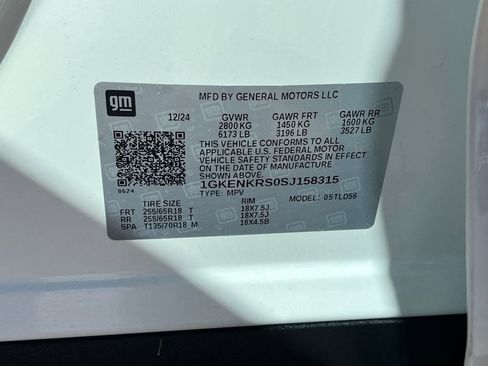 gm
MFD BY GENERAL MOTORS LLC
12/24 GVWR GAWR FRT GAWR RR
2800 KG 1450 KG 1600 KG
6173 LB 3196 LB 3527 LB
THIS VEHICLE CONFORMS TO ALL
APPLICABLE U.S. FEDERAL MOTOR
VEHICLE SAFETY STANDARDS IN
EFFECT ON THE DATE OF MANUFACTURE
SHOWN ABOVE.
8624
1GKENKRS0SJ158315
TYPE: MPV MODEL: 05TLD56
TIRE SIZE RIM
FRT 255/65R18 T 18X7.5J
RR 255/65R18 T 18X7.5J
SPA T135/70R18 M 18X4.5B